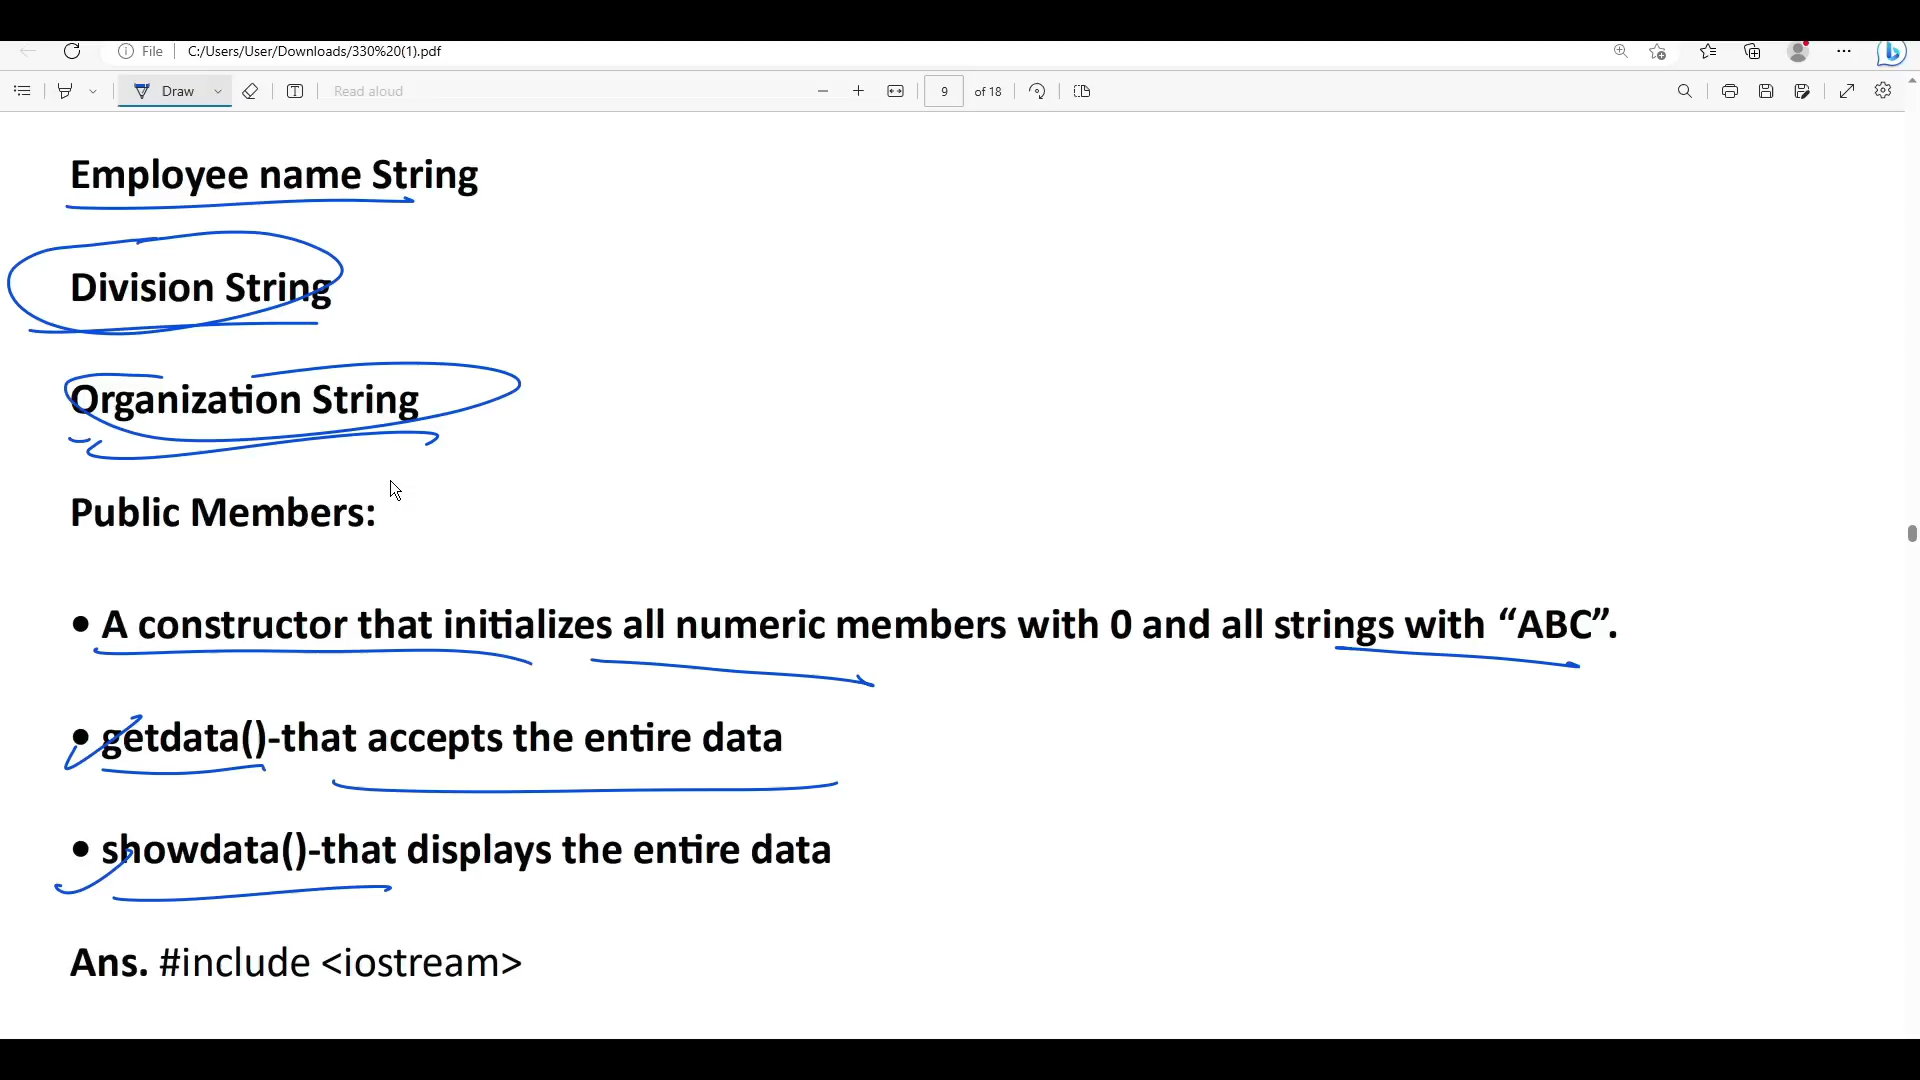 File C:/Users/User/Downloads/330%20(1).pdf
Draw Read aloud 9 of 18
Employee name String
Division String
Organization String
Public Members:
• A constructor that initializes all numeric members with 0 and all strings with “ABC”.
• getdata()-that accepts the entire data
• showdata()-that displays the entire data
Ans. #include <iostream>